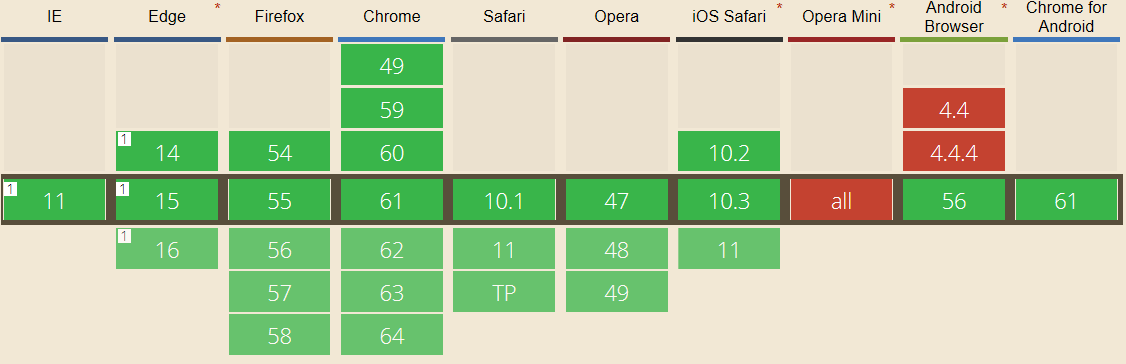 IE Edge * Firefox Chrome Safari Opera iOS Safari * Opera Mini * Android Browser * Chrome for Android
49
59 4.4
1 14 54 60 10.2 4.4.4
1 11 1 15 55 61 10.1 47 10.3 all 56 61
1 16 56 62 11 48 11
57 63 TP 49
58 64